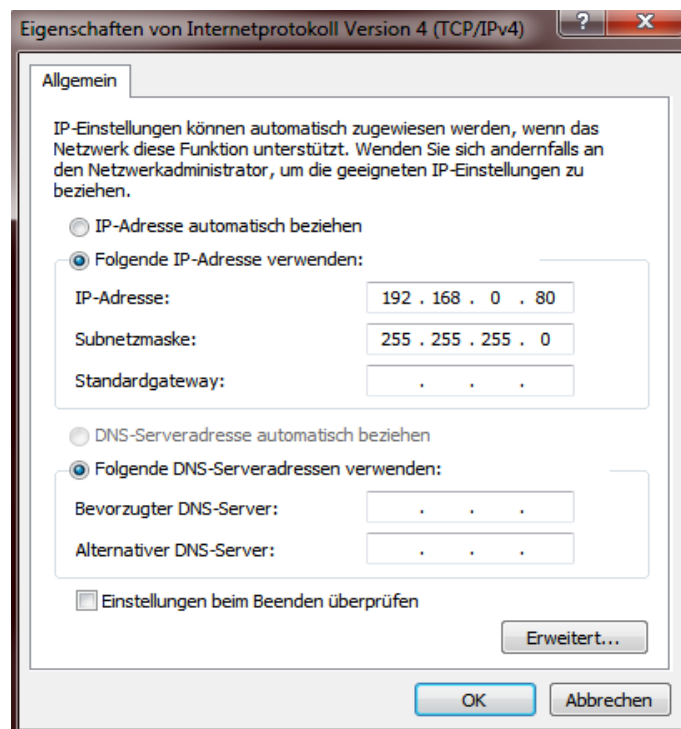 Eigenschaften von Internetprotokoll Version 4 (TCP/IPv4)
?
x
Allgemein
IP-Einstellungen können automatisch zugewiesen werden, wenn das
Netzwerk diese Funktion unterstützt. Wenden Sie sich andernfalls an
den Netzwerkadministrator, um die geeigneten IP-Einstellungen zu
beziehen.
IP-Adresse automatisch beziehen
Folgende IP-Adresse verwenden:
IP-Adresse: 192 . 168 . 0 . 80
Subnetzmaske: 255 . 255 . 255 . 0
Standardgateway: . . .
DNS-Serveradresse automatisch beziehen
Folgende DNS-Serveradressen verwenden:
Bevorzugter DNS-Server: . . .
Alternativer DNS-Server: . . .
Einstellungen beim Beenden überprüfen
Erweitert...
OK Abbrechen